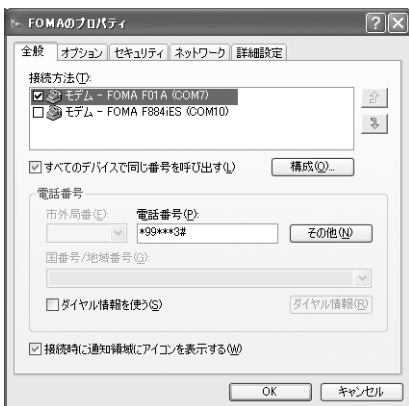 FOMAのプロパティ
全般 オプション セキュリティ ネットワーク 詳細設定
接続方法(T):
モデム - FOMA F01A (COM7)
モデム - FOMA F884iES (COM10)
すべてのデバイスで同じ番号を呼び出す(L) 構成(O)...
電話番号
市外局番(E): 電話番号(P):
*99***3# その他(N)
国番号/地域番号(G):
ダイヤル情報を使う(S) ダイヤル情報(R)
接続時に通知領域にアイコンを表示する(W)
OK キャンセル